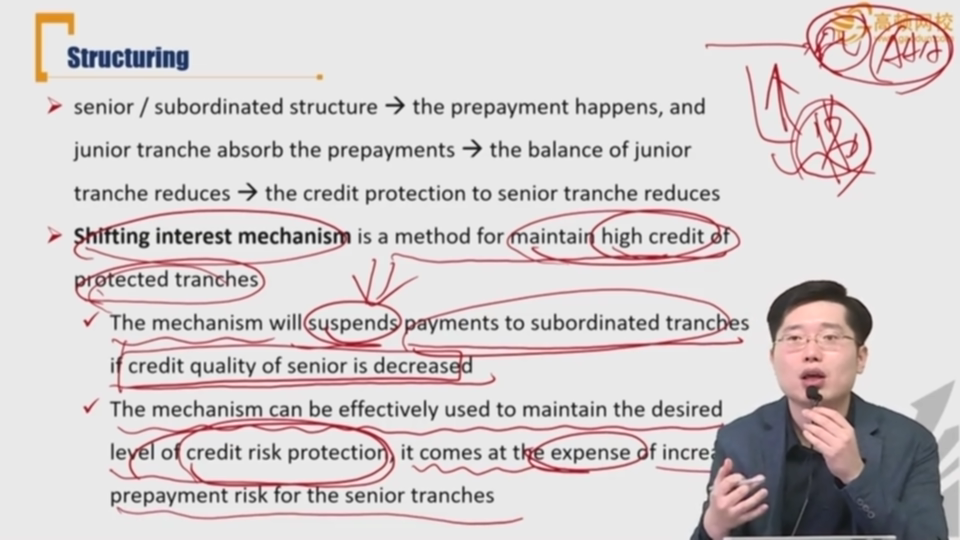 高顿网校
Structuring
➢ senior / subordinated structure → the prepayment happens, and
junior tranche absorb the prepayments → the balance of junior
tranche reduces → the credit protection to senior tranche reduces
➢ Shifting interest mechanism is a method for maintain high credit of
protected tranches
✓ The mechanism will suspends payments to subordinated tranches
if credit quality of senior is decreased
✓ The mechanism can be effectively used to maintain the desired
level of credit risk protection, it comes at the expense of increa
prepayment risk for the senior tranches